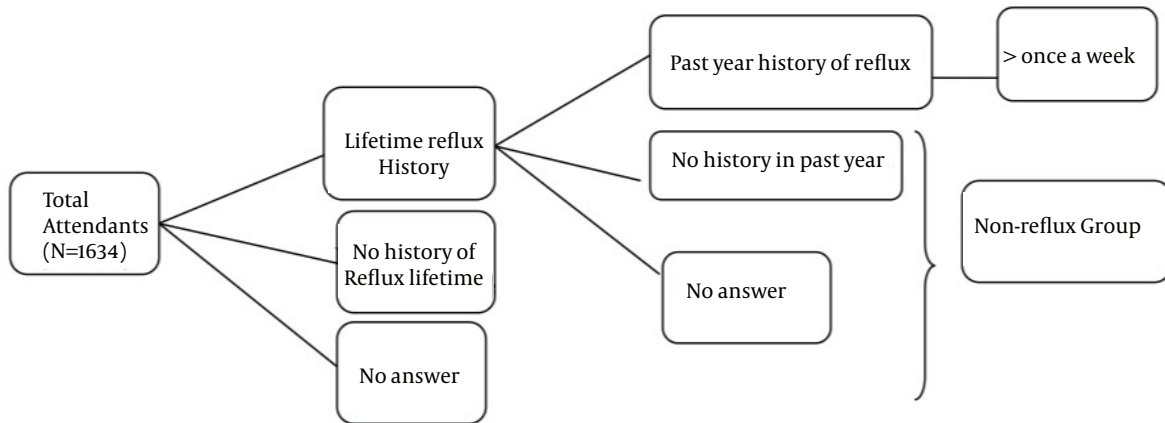 Total
Attendants
(N=1634)
Lifetime reflux
History
No history of
Reflux lifetime
No answer
Past year history of reflux
No history in past year
No answer
> once a week
Non-reflux Group